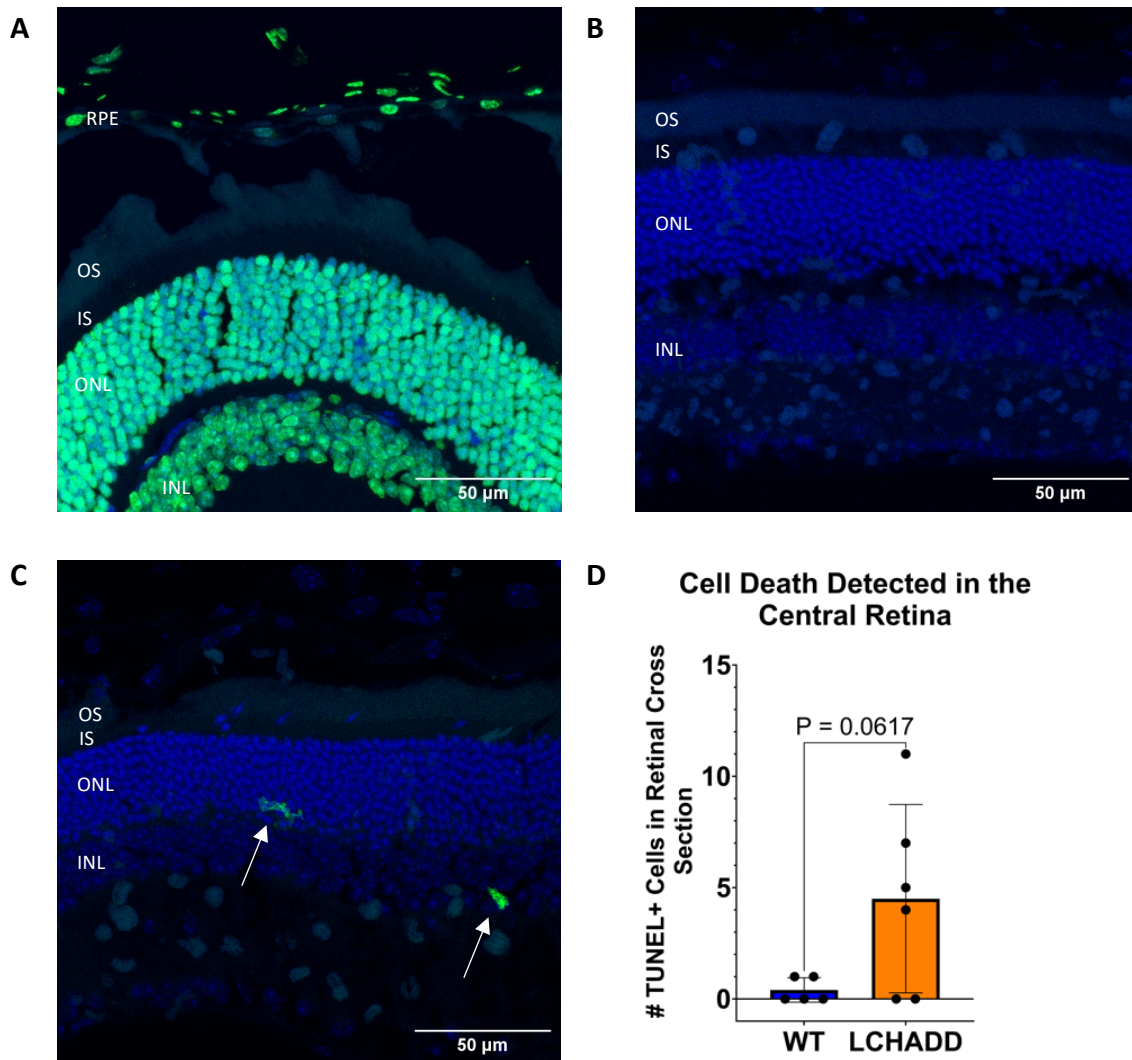 A
RPE
OS
IS
ONL
INL
50 µm
B
OS
IS
ONL
INL
50 µm
C
OS
IS
ONL
INL
50 µm
D
Cell Death Detected in the
Central Retina
# TUNEL+ Cells in Retinal Cross
Section
15
10
5
0
P = 0.0617
WT LCHADD